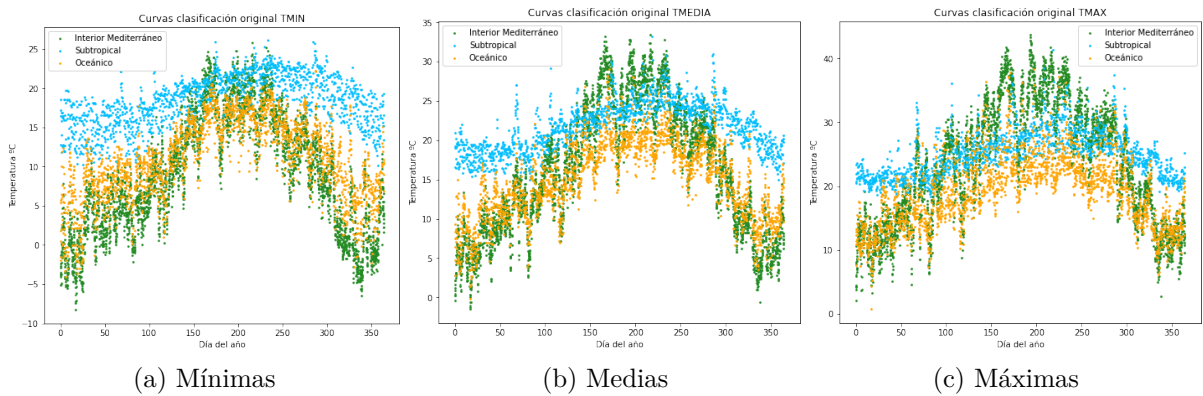 Curvas clasificación original TMIN
Interior Mediterráneo
Subtropical
Oceánico
25
20
15
10
5
0
−5
−10
Temperatura ºC
0 50 100 150 200 250 300 350
Día del año
(a) Mínimas
Curvas clasificación original TMEDIA
Interior Mediterráneo
Subtropical
Oceánico
35
30
25
20
15
10
5
0
Temperatura ºC
0 50 100 150 200 250 300 350
Día del año
(b) Medias
Curvas clasificación original TMAX
Interior Mediterráneo
Subtropical
Oceánico
40
30
20
10
0
Temperatura ºC
0 50 100 150 200 250 300 350
Día del año
(c) Máximas